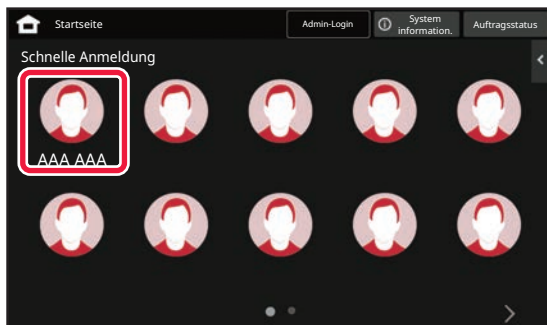 Startseite
Admin-Login
System
information.
Auftragsstatus
Schnelle Anmeldung
AAA AAA